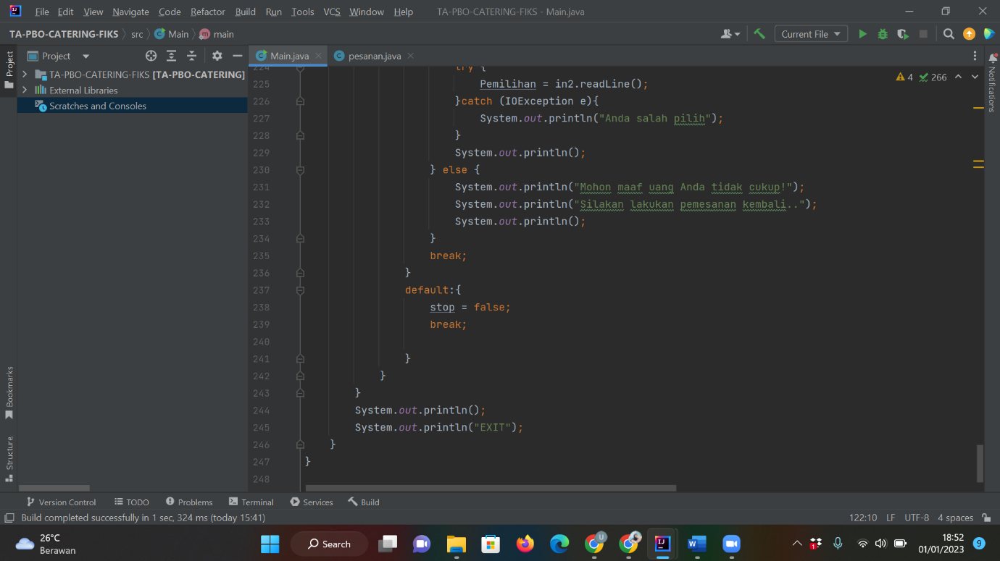 File Edit View Navigate Code Refactor Build Run Tools VCS Window Help TA-PBO-CATERING-FIKS - Main.java
TA-PBO-CATERING-FIKS src Main main Current File
Project
Project Main.java pesanan.java
TA-PBO-CATERING-FIKS [TA-PBO-CATERING]
External Libraries
Scratches and Consoles
4 266
Notifications
224 try {
225 Pemilihan = in2.readLine();
226 }catch (IOException e){
227 System.out.println("Anda salah pilih");
228 }
229 System.out.println();
230 } else {
231 System.out.println("Mohon maaf uang Anda tidak cukup!");
232 System.out.println("Silakan lakukan pemesanan kembali..");
233 System.out.println();
234 }
235 break;
236 }
237 default:{
238 stop = false;
239 break;
240
241 }
242 }
243 }
244 System.out.println();
245 System.out.println("EXIT");
246 }
247 }
248
Bookmarks
Structure
Version Control TODO Problems Terminal Services Build
Build completed successfully in 1 sec, 324 ms (today 15:41) 122:10 LF UTF-8 4 spaces
26°C
Berawan
Search
18:52
01/01/2023
9